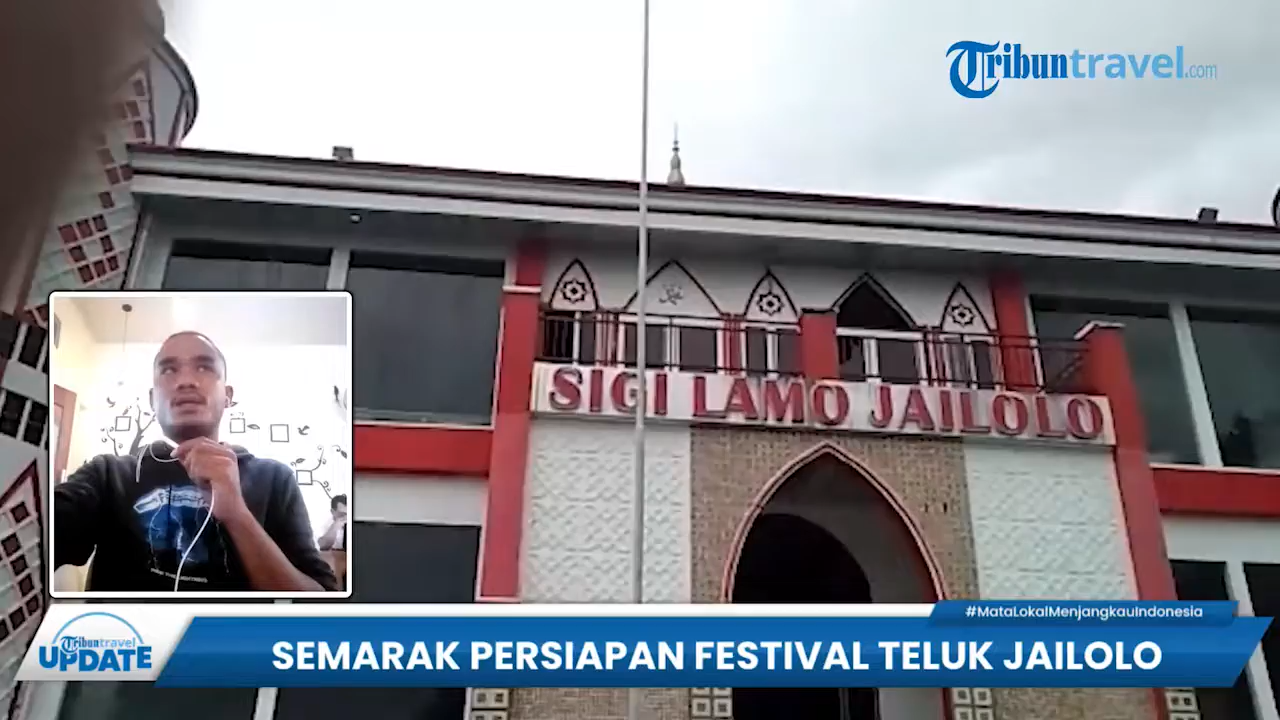 Tribuntravel.com
SIGI LAMO JAILOLO
#MataLokalMenjangkauIndonesia
Tribuntravel
UPDATE
SEMARAK PERSIAPAN FESTIVAL TELUK JAILOLO